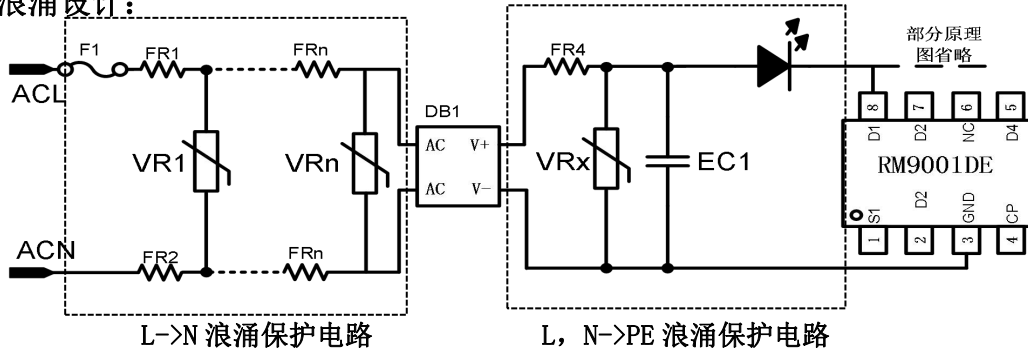 浪涌设计：
F1
FR1
FRn
ACL
VR1
VRn
ACN
FR2
FRn
DB1
AC V+
AC V-
FR4
VRx
EC1
部分原理
图省略
8 7 6 5
D1 D2 NC D4
RM9001DE
S1 D2 GND CP
1 2 3 4
L->N 浪涌保护电路
L，N->PE 浪涌保护电路